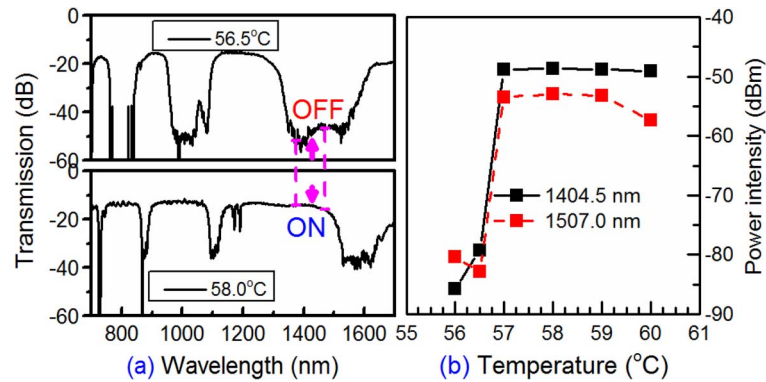 0
-20
-40
-60
0
-20
-40
-60
Transmission (dB)
56.5°C
OFF
ON
58.0°C
800 1000 1200 1400 1600
(a) Wavelength (nm)
-40
-50
-60
-70
-80
-90
Power intensity (dBm)
1404.5 nm
1507.0 nm
55 56 57 58 59 60 61
(b) Temperature (°C)